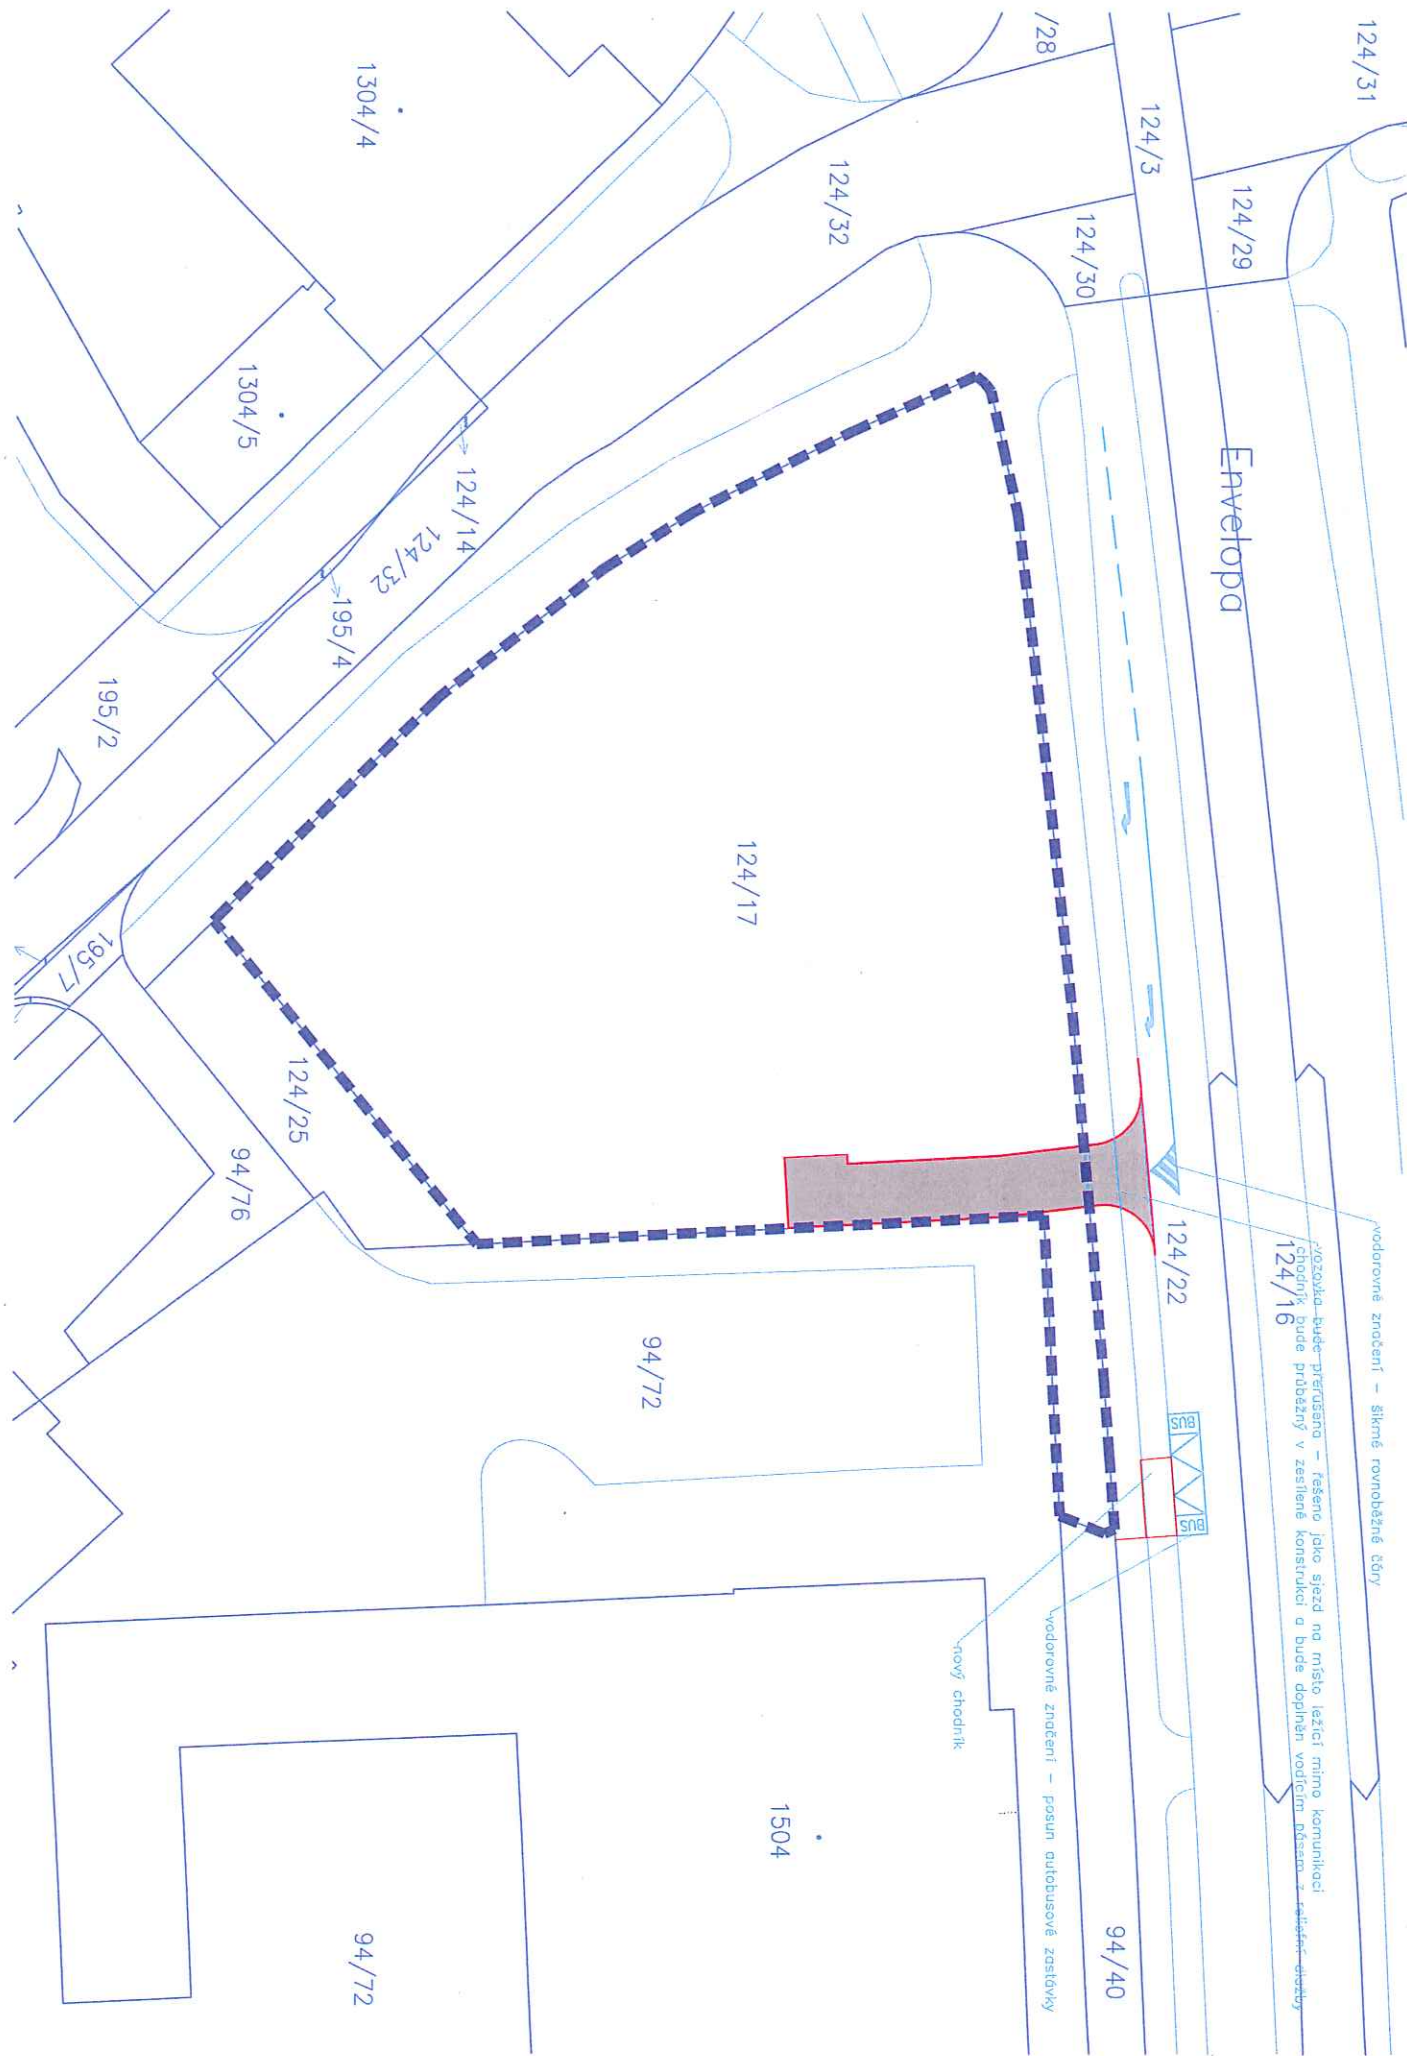 124/31
/28
124/3
124/29
124/30
124/32
1304/4
1304/5
Envelopa
124/14
124/32
195/4
195/2
124/17
195/7
124/25
94/76
124/22
124/16
vodorovné značení – šikmé rovnoběžné čáry
vozovka bude přerušena – řešeno jako sjezd na místo ležící mimo komunikaci
chodník bude průběžný v zesílené konstrukci a bude doplněn vodícím pásem z reliéfní dlažby
94/72
BUS
BUS
vodorovné značení – posun autobusové zastávky
nový chodník
1504
94/40
94/72